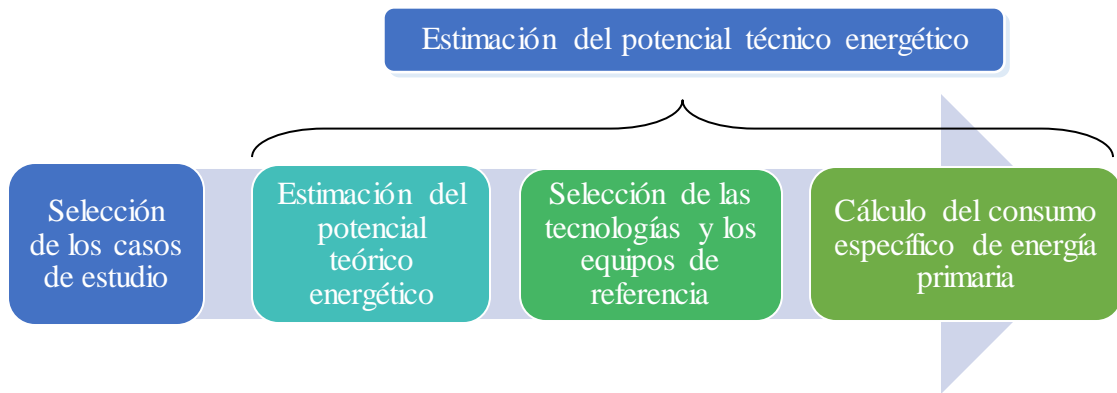 Estimación del potencial técnico energético
Selección
de los casos
de estudio
Estimación del
potencial
teórico
energético
Selección de las
tecnologías y los
equipos de
referencia
Cálculo del consumo
específico de energía
primaria